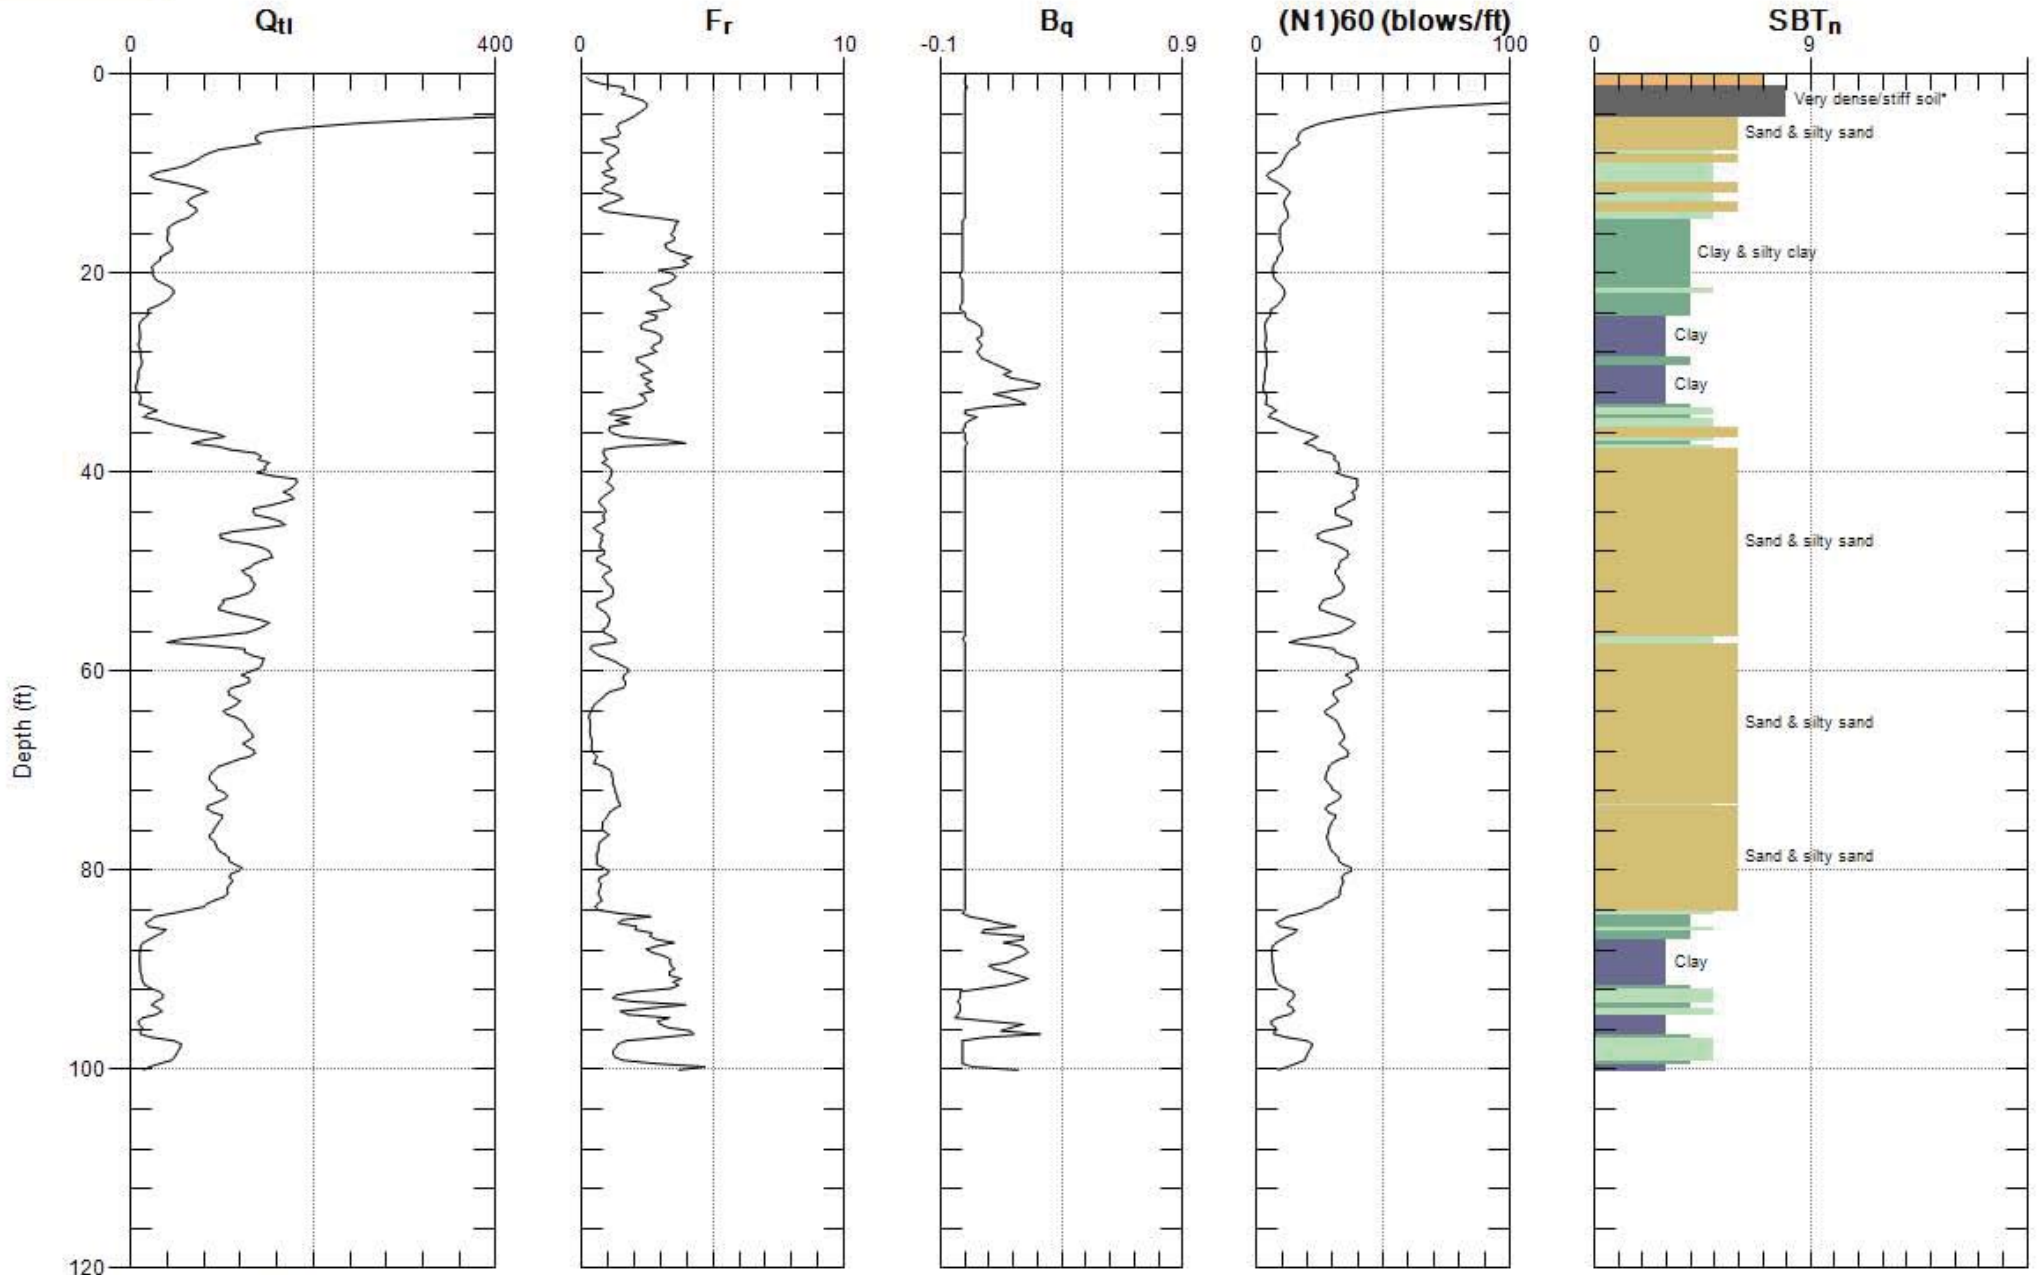 Qtl Fr Bq (N1)60 (blows/ft) SBTn
0 400 0 10 -0.1 0.9 0 100 0 9
0
Very dense/stiff soil*
Sand & silty sand
Clay & silty clay
20
Clay
Clay
40
Sand & silty sand
60
Depth (ft)
Sand & silty sand
Sand & silty sand
80
Clay
100
120